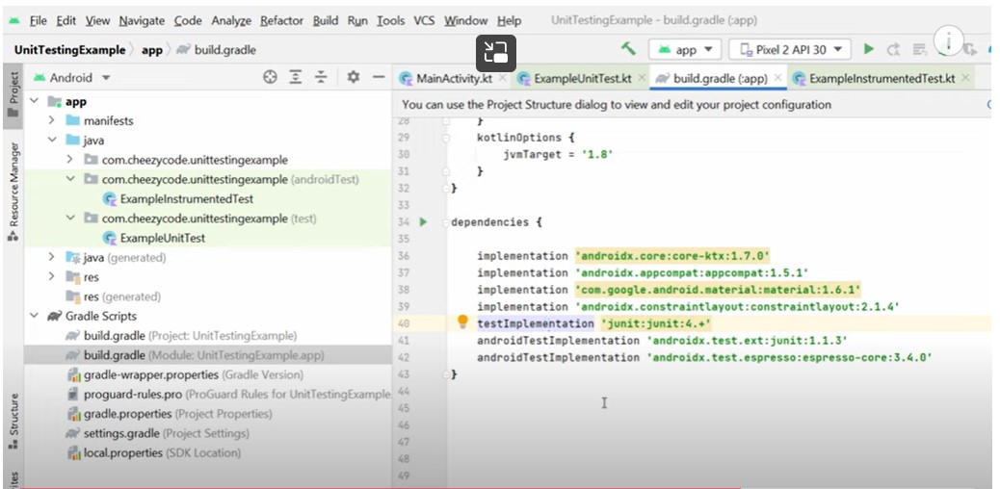 File Edit View Navigate Code Analyze Refactor Build Run Tools VCS Window Help UnitTestingExample - build.gradle (:app)
UnitTestingExample app build.gradle
app Pixel 2 API 30
Project
Android
MainActivity.kt ExampleUnitTest.kt build.gradle (:app) ExampleInstrumentedTest.kt
You can use the Project Structure dialog to view and edit your project configuration
app
manifests
java
com.cheezycode.unittestingexample
com.cheezycode.unittestingexample (androidTest)
ExampleInstrumentedTest
com.cheezycode.unittestingexample (test)
ExampleUnitTest
java (generated)
res
res (generated)
Gradle Scripts
build.gradle (Project: UnitTestingExample)
build.gradle (Module: UnitTestingExample.app)
gradle-wrapper.properties (Gradle Version)
proguard-rules.pro (ProGuard Rules for UnitTestingExample
gradle.properties (Project Properties)
settings.gradle (Project Settings)
local.properties (SDK Location)
Resource Manager
Structure
28 }
29 kotlinOptions {
30 jvmTarget = '1.8'
31 }
32 }
33
34 dependencies {
35
36 implementation 'androidx.core:core-ktx:1.7.0'
37 implementation 'androidx.appcompat:appcompat:1.5.1'
38 implementation 'com.google.android.material:material:1.6.1'
39 implementation 'androidx.constraintlayout:constraintlayout:2.1.4'
40 testImplementation 'junit:junit:4.+'
41 androidTestImplementation 'androidx.test.ext:junit:1.1.3'
42 androidTestImplementation 'androidx.test.espresso:espresso-core:3.4.0'
43 }
44
45
46
47
48
49